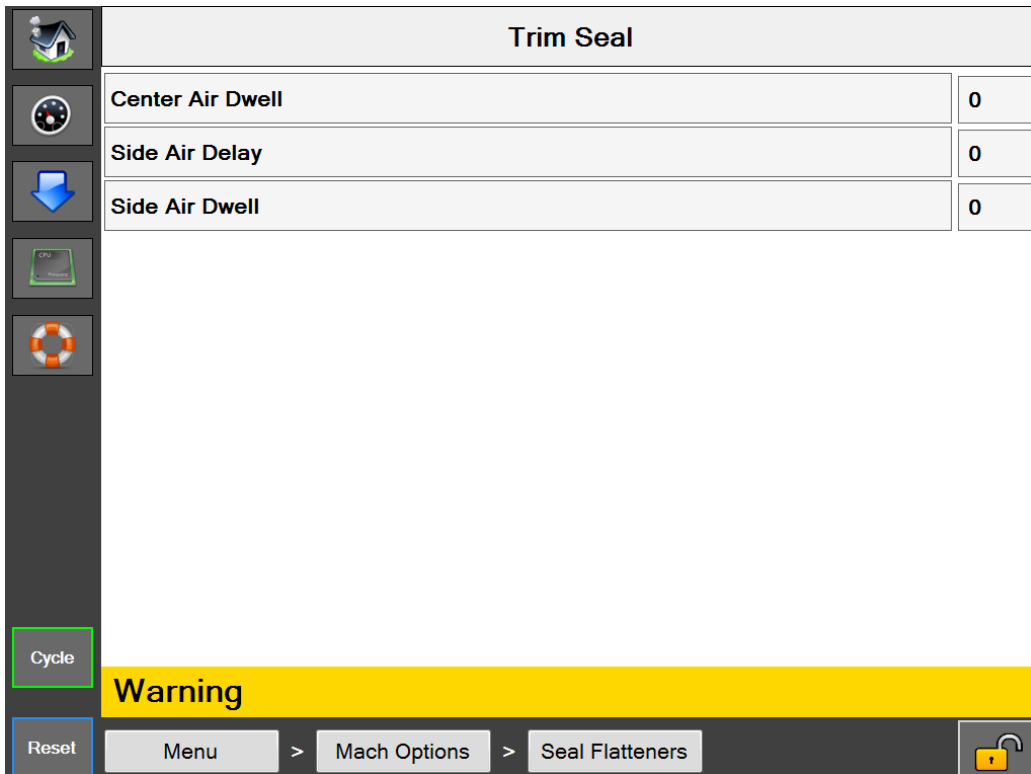 Trim Seal
Center Air Dwell 0
Side Air Delay 0
Side Air Dwell 0
CPU
Cycle
Warning
Reset Menu > Mach Options > Seal Flatteners